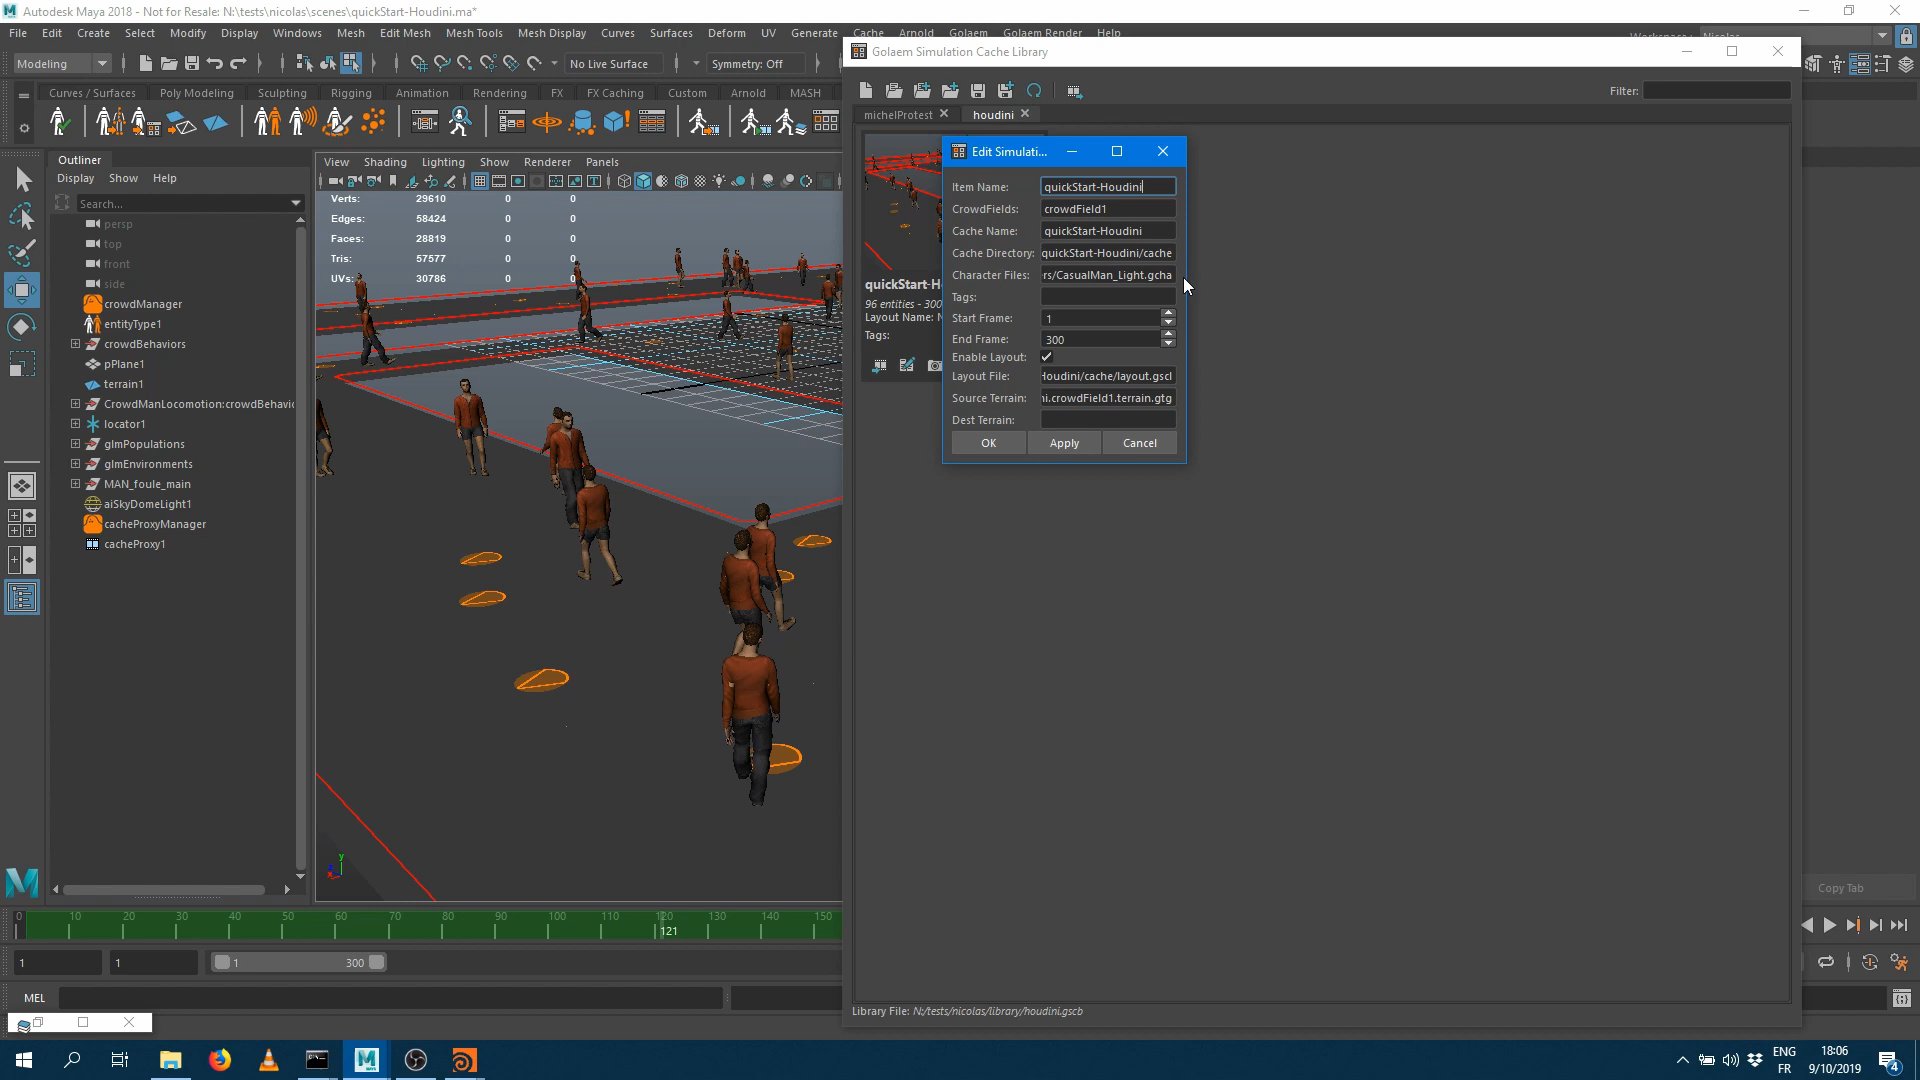 Autodesk Maya 2018 - Not for Resale: N:\tests\nicolas\scenes\quickStart-Houdini.ma*
File Edit Create Select Modify Display Windows Mesh Edit Mesh Mesh Tools Mesh Display Curves Surfaces Deform UV Generate Cache Arnold Golaem Golaem Render Help
Golaem Simulation Cache Library
Modeling No Live Surface Symmetry: Off
Filter:
Curves / Surfaces Poly Modeling Sculpting Rigging Animation Rendering FX FX Caching Custom Arnold MASH
michelProtest houdini
Outliner
Display Show Help
Search...
persp
top
front
side
crowdManager
entityType1
crowdBehaviors
pPlane1
terrain1
CrowdManLocomotion:crowdBehavic
locator1
glmPopulations
glmEnvironments
MAN_foule_main
aiSkyDomeLight1
cacheProxyManager
cacheProxy1
View Shading Lighting Show Renderer Panels
Verts: 29610 0 0
Edges: 58424 0 0
Faces: 28819 0 0
Tris: 57577 0 0
UVs: 30786 0 0
y
quickStart-H
96 entities - 300
Layout Name: N
Tags:
Edit Simulati...
Item Name: quickStart-Houdini
CrowdFields: crowdField1
Cache Name: quickStart-Houdini
Cache Directory: quickStart-Houdini/cache
Character Files: rs/CasualMan_Light.gcha
Tags:
Start Frame: 1
End Frame: 300
Enable Layout:
Layout File: Houdini/cache/layout.gscl
Source Terrain: ni.crowdField1.terrain.gtg
Dest Terrain:
OK Apply Cancel
Copy Tab
0 10 20 30 40 50 60 70 80 90 100 110 120 130 140 150
121
1 1 1 300
MEL
Library File: N:/tests/nicolas/library/houdini.gscb
ENG
FR
18:06
9/10/2019
4